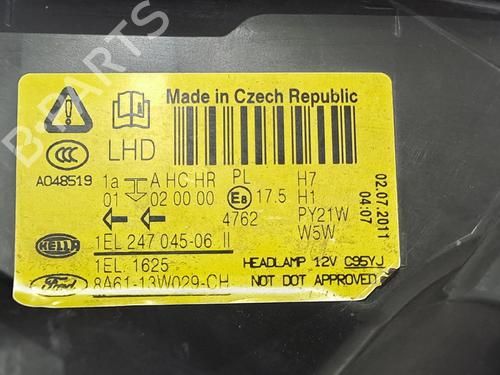 Made in Czech Republic
LHD
A048519
1a A HC HR PL H7
01 02 00 00 E8 17.5 H1
4762 PY21W
W5W
HELLA 1EL 247 045-06 II
1EL 1625 HEADLAMP 12V C95YJ
Ford 8A61-13W029-CH NOT DOT APPROVED
02.07.2011
04:07
B-PARTS